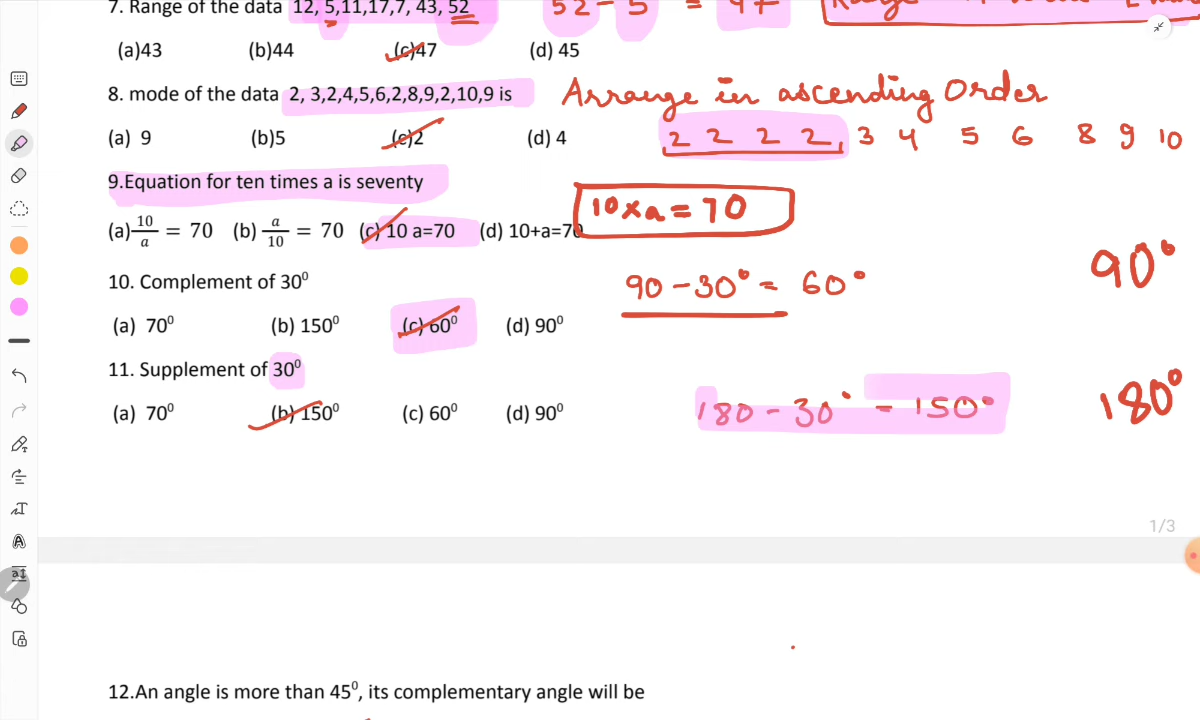 7. Range of the data 12, 5,11,17,7, 43, 52 52 - 5 = 47 Range
(a)43 (b)44 (c)47 (d) 45
8. mode of the data 2, 3,2,4,5,6,2,8,9,2,10,9 is Arrange in ascending Order
(a) 9 (b)5 (c)2 (d) 4 2 2 2 2, 3 4 5 6 8 9 10
9.Equation for ten times a is seventy
10xa = 70
(a) 10/a = 70 (b) a/10 = 70 (c) 10 a=70 (d) 10+a=70
10. Complement of 30⁰ 90 - 30° = 60° 90°
(a) 70⁰ (b) 150⁰ (c) 60⁰ (d) 90⁰
11. Supplement of 30⁰
(a) 70⁰ (b) 150⁰ (c) 60⁰ (d) 90⁰ 180 - 30° = 150° 180°
1/3
12.An angle is more than 45⁰, its complementary angle will be